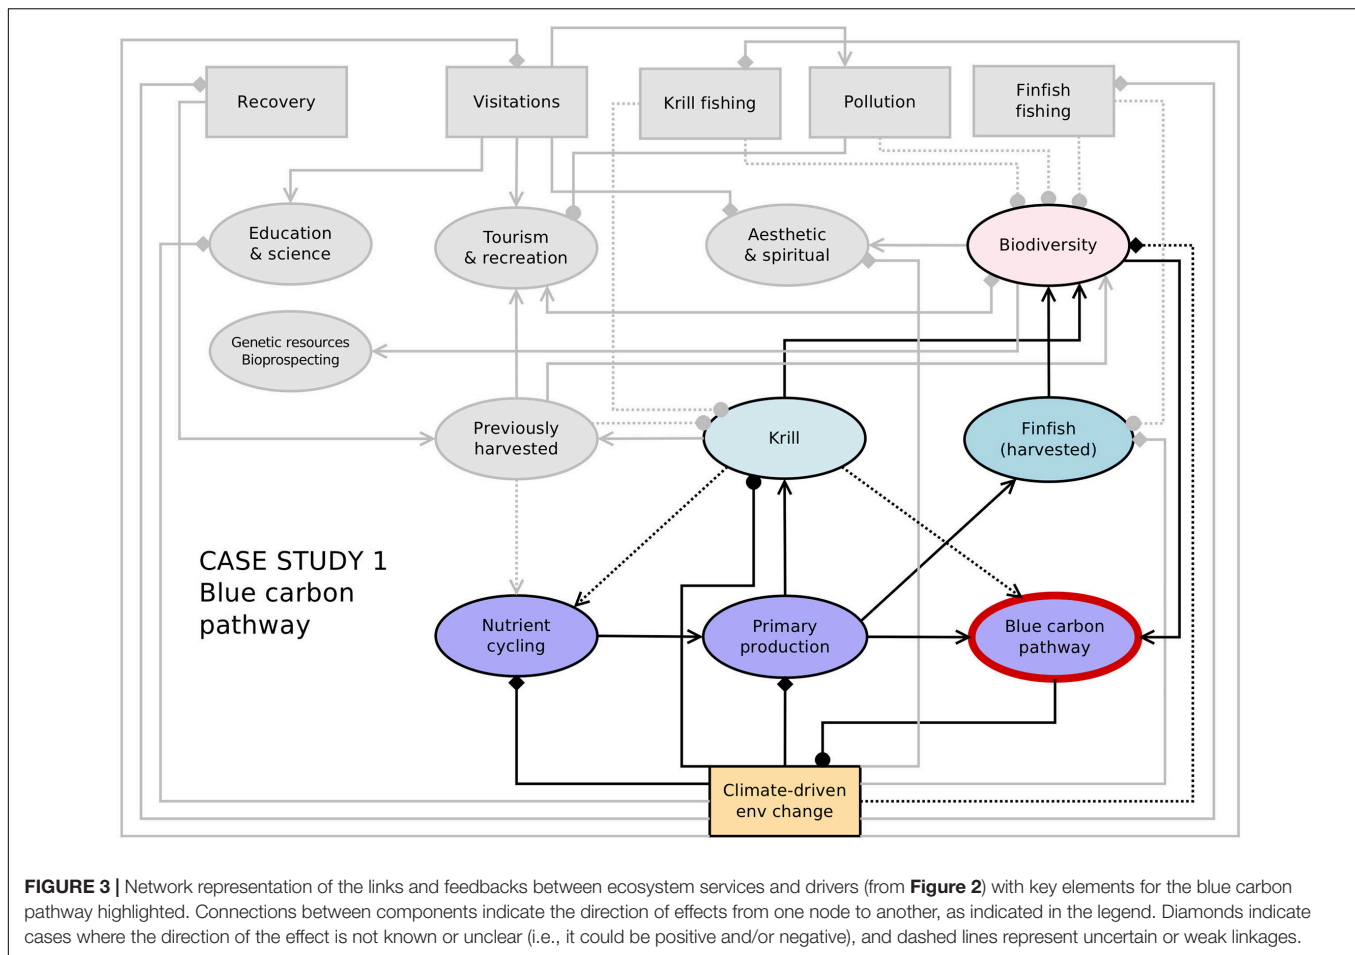 Recovery
Visitations
Krill fishing
Pollution
Finfish
fishing
Education
& science
Tourism
& recreation
Aesthetic
& spiritual
Biodiversity
Genetic resources
Bioprospecting
Previously
harvested
Krill
Finfish
(harvested)
CASE STUDY 1
Blue carbon
pathway
Nutrient
cycling
Primary
production
Blue carbon
pathway
Climate-driven
env change
FIGURE 3 | Network representation of the links and feedbacks between ecosystem services and drivers (from Figure 2) with key elements for the blue carbon
pathway highlighted. Connections between components indicate the direction of effects from one node to another, as indicated in the legend. Diamonds indicate
cases where the direction of the effect is not known or unclear (i.e., it could be positive and/or negative), and dashed lines represent uncertain or weak linkages.